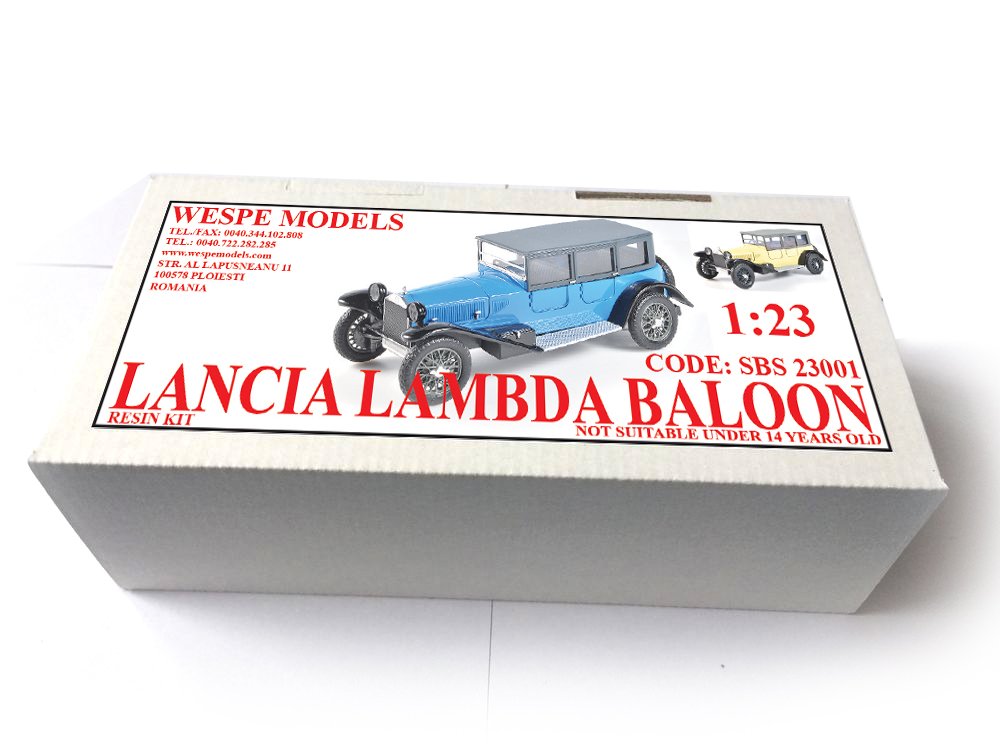 WESPE MODELS
TEL./FAX: 0040.344.102.808
TEL.: 0040.722.282.285
www.wespemodels.com
STR. AL LAPUSNEANU 11
100578 PLOIESTI
ROMANIA
1:23
CODE: SBS 23001
LANCIA LAMBDA BALOON
RESIN KIT
NOT SUITABLE UNDER 14 YEARS OLD